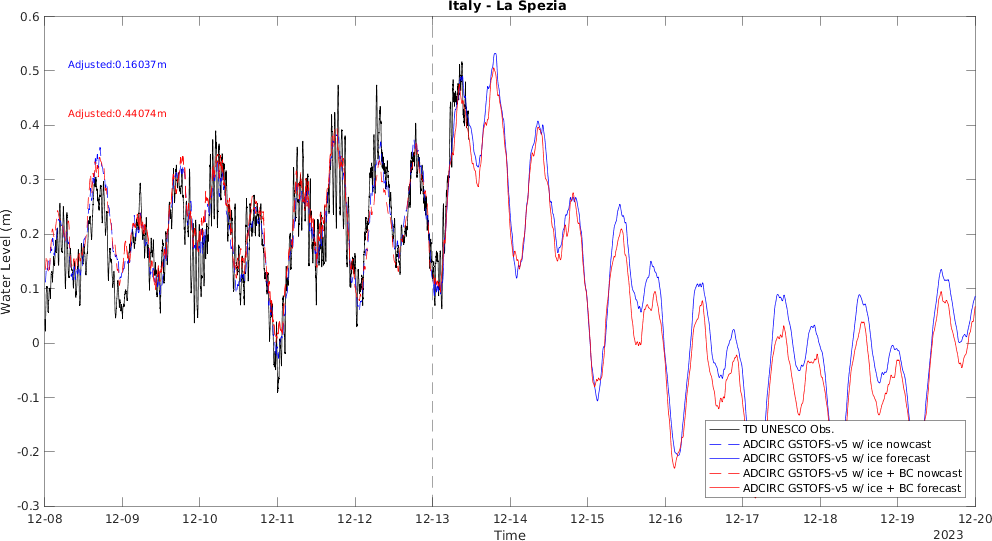 Italy - La Spezia
Adjusted:0.16037m
Adjusted:0.44074m
Water Level (m)
0.6
0.5
0.4
0.3
0.2
0.1
0
-0.1
-0.2
-0.3
TD UNESCO Obs.
ADCIRC GSTOFS-v5 w/ ice nowcast
ADCIRC GSTOFS-v5 w/ ice forecast
ADCIRC GSTOFS-v5 w/ ice + BC nowcast
ADCIRC GSTOFS-v5 w/ ice + BC forecast
12-08 12-09 12-10 12-11 12-12 12-13 12-14 12-15 12-16 12-17 12-18 12-19 12-20
Time
2023